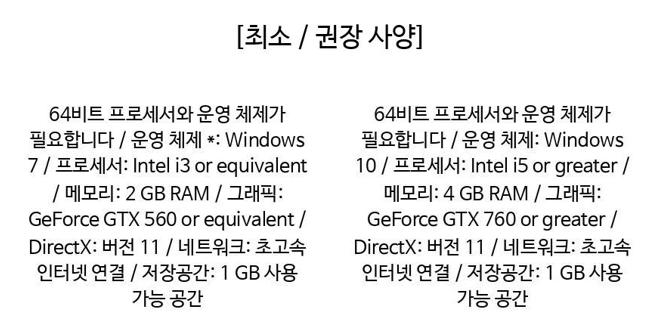 [최소 / 권장 사양]
64비트 프로세서와 운영 체제가
필요합니다 / 운영 체제 *: Windows
7 / 프로세서: Intel i3 or equivalent
/ 메모리: 2 GB RAM / 그래픽:
GeForce GTX 560 or equivalent /
DirectX: 버전 11 / 네트워크: 초고속
인터넷 연결 / 저장공간: 1 GB 사용
가능 공간
64비트 프로세서와 운영 체제가
필요합니다 / 운영 체제: Windows
10 / 프로세서: Intel i5 or greater /
메모리: 4 GB RAM / 그래픽:
GeForce GTX 760 or greater /
DirectX: 버전 11 / 네트워크: 초고속
인터넷 연결 / 저장공간: 1 GB 사용
가능 공간